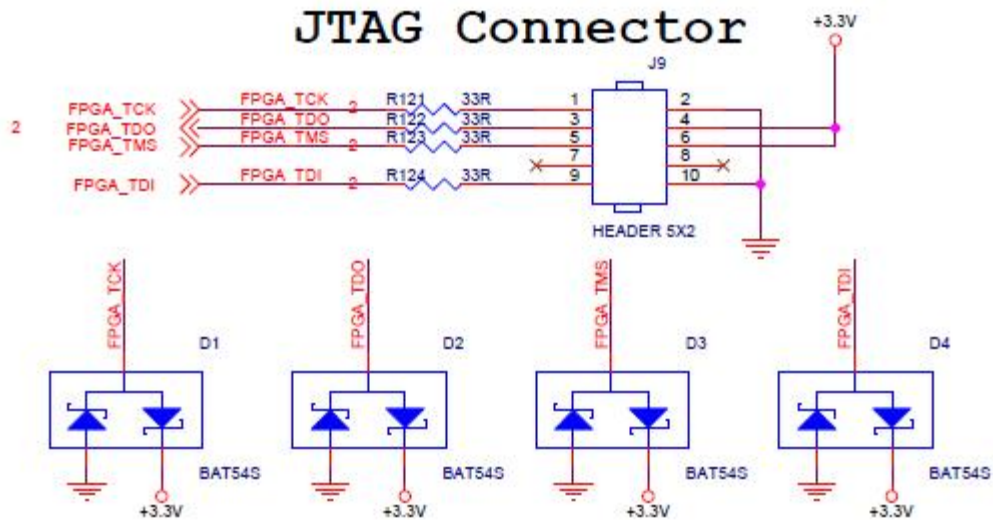 JTAG Connector
+3.3V
J9
FPGA_TCK FPGA_TCK 2 R121 33R 1 2
2 FPGA_TDO FPGA_TDO R122 33R 3 4
FPGA_TMS FPGA_TMS 2 R123 33R 5 6
7 8
FPGA_TDI FPGA_TDI 2 R124 33R 9 10
HEADER 5X2
FPGA_TCK FPGA_TDO FPGA_TMS FPGA_TDI
D1 D2 D3 D4
BAT54S BAT54S BAT54S BAT54S
+3.3V +3.3V +3.3V +3.3V